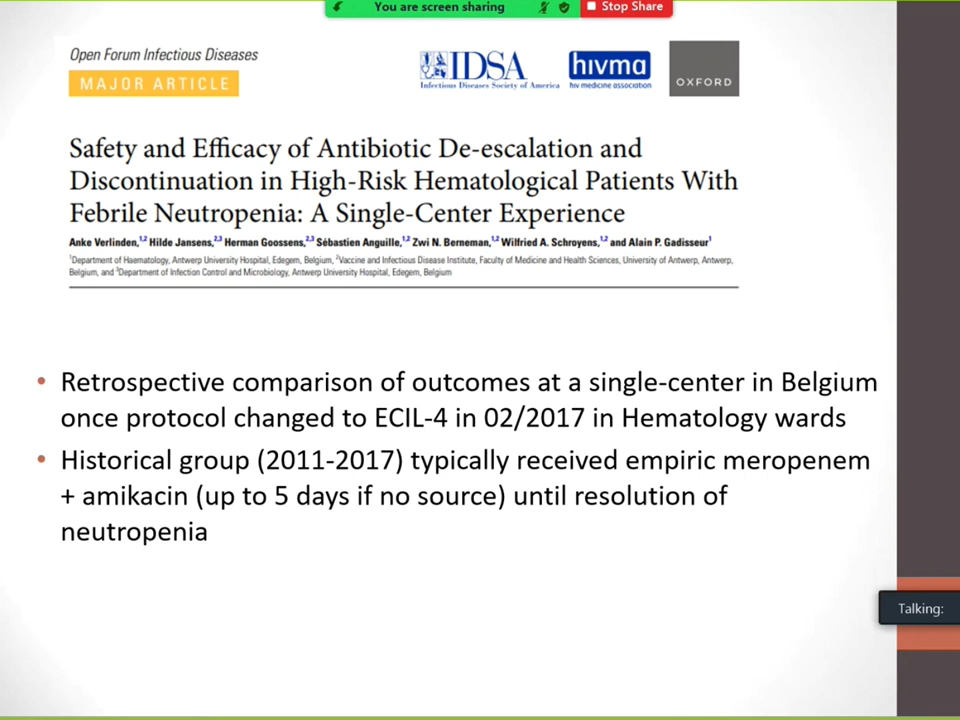 You are screen sharing
Stop Share
Open Forum Infectious Diseases
MAJOR ARTICLE
IDSA
Infectious Diseases Society of America
hivma
hiv medicine association
OXFORD
Safety and Efficacy of Antibiotic De-escalation and
Discontinuation in High-Risk Hematological Patients With
Febrile Neutropenia: A Single-Center Experience
Anke Verlinden,1,2 Hilde Jansens,2,3 Herman Goossens,2,3 Sébastien Anguille,1,2 Zwi N. Berneman,1,2 Wilfried A. Schroyens,1,2 and Alain P. Gadisseur1
1Department of Haematology, Antwerp University Hospital, Edegem, Belgium, 2Vaccine and Infectious Disease Institute, Faculty of Medicine and Health Sciences, University of Antwerp, Antwerp,
Belgium, and 3Department of Infection Control and Microbiology, Antwerp University Hospital, Edegem, Belgium
• Retrospective comparison of outcomes at a single-center in Belgium
once protocol changed to ECIL-4 in 02/2017 in Hematology wards
• Historical group (2011-2017) typically received empiric meropenem
+ amikacin (up to 5 days if no source) until resolution of
neutropenia
Talking: